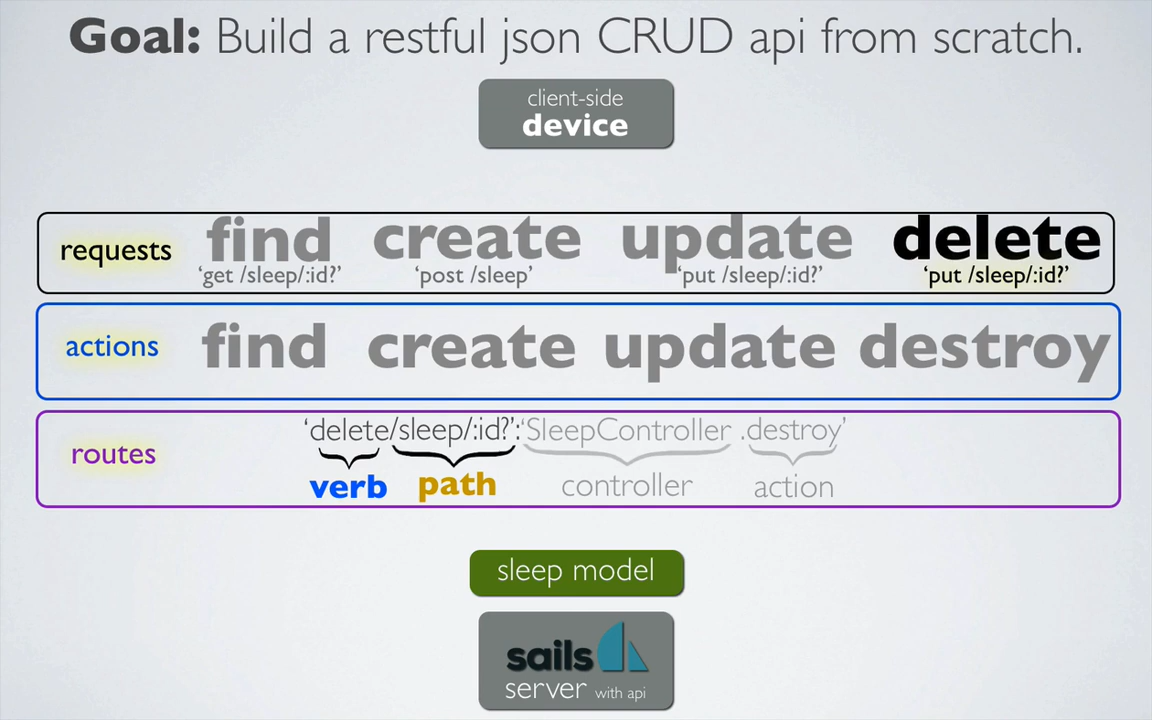 Goal: Build a restful json CRUD api from scratch.
client-side
device
requests find create update delete
‘get /sleep/:id?’ ‘post /sleep’ ‘put /sleep/:id?’ ‘put /sleep/:id?’
actions find create update destroy
‘delete/sleep/:id?’:‘SleepController .destroy’
routes
verb path controller action
sleep model
sails
server with api